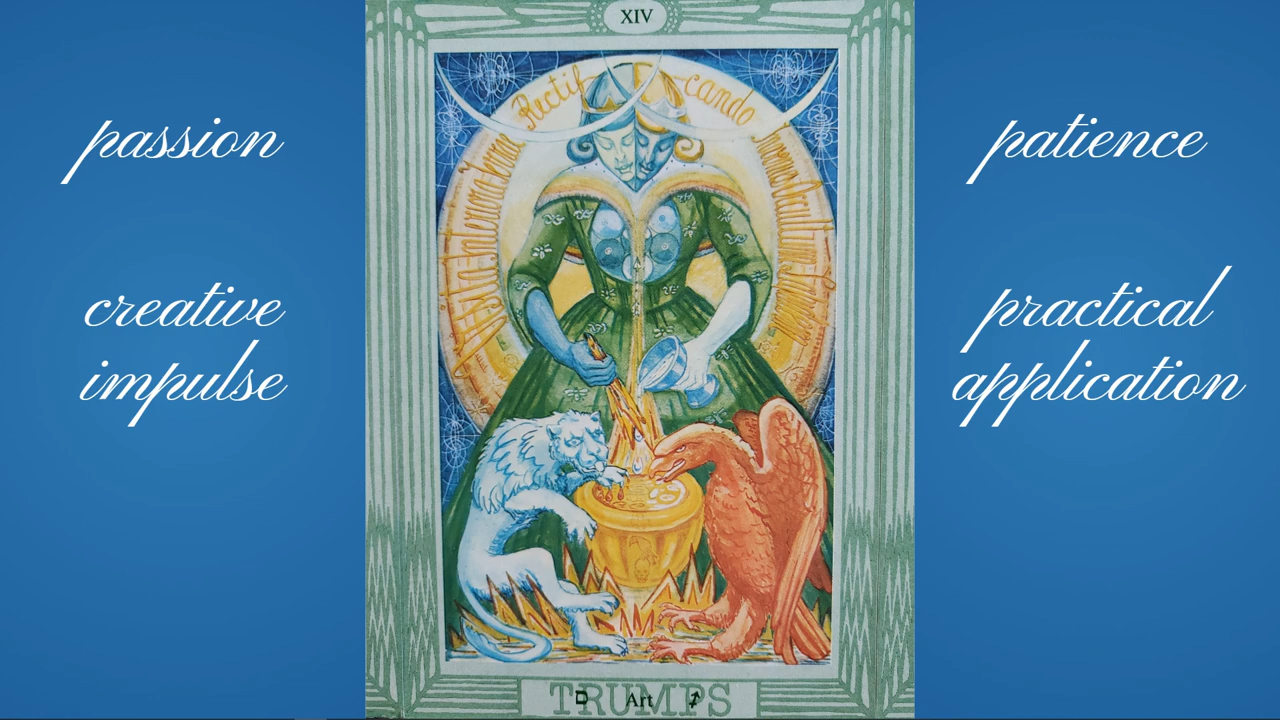 XIV
Rectif cando
passion
creative
impulse
patience
practical
application
TRUMPS
Art